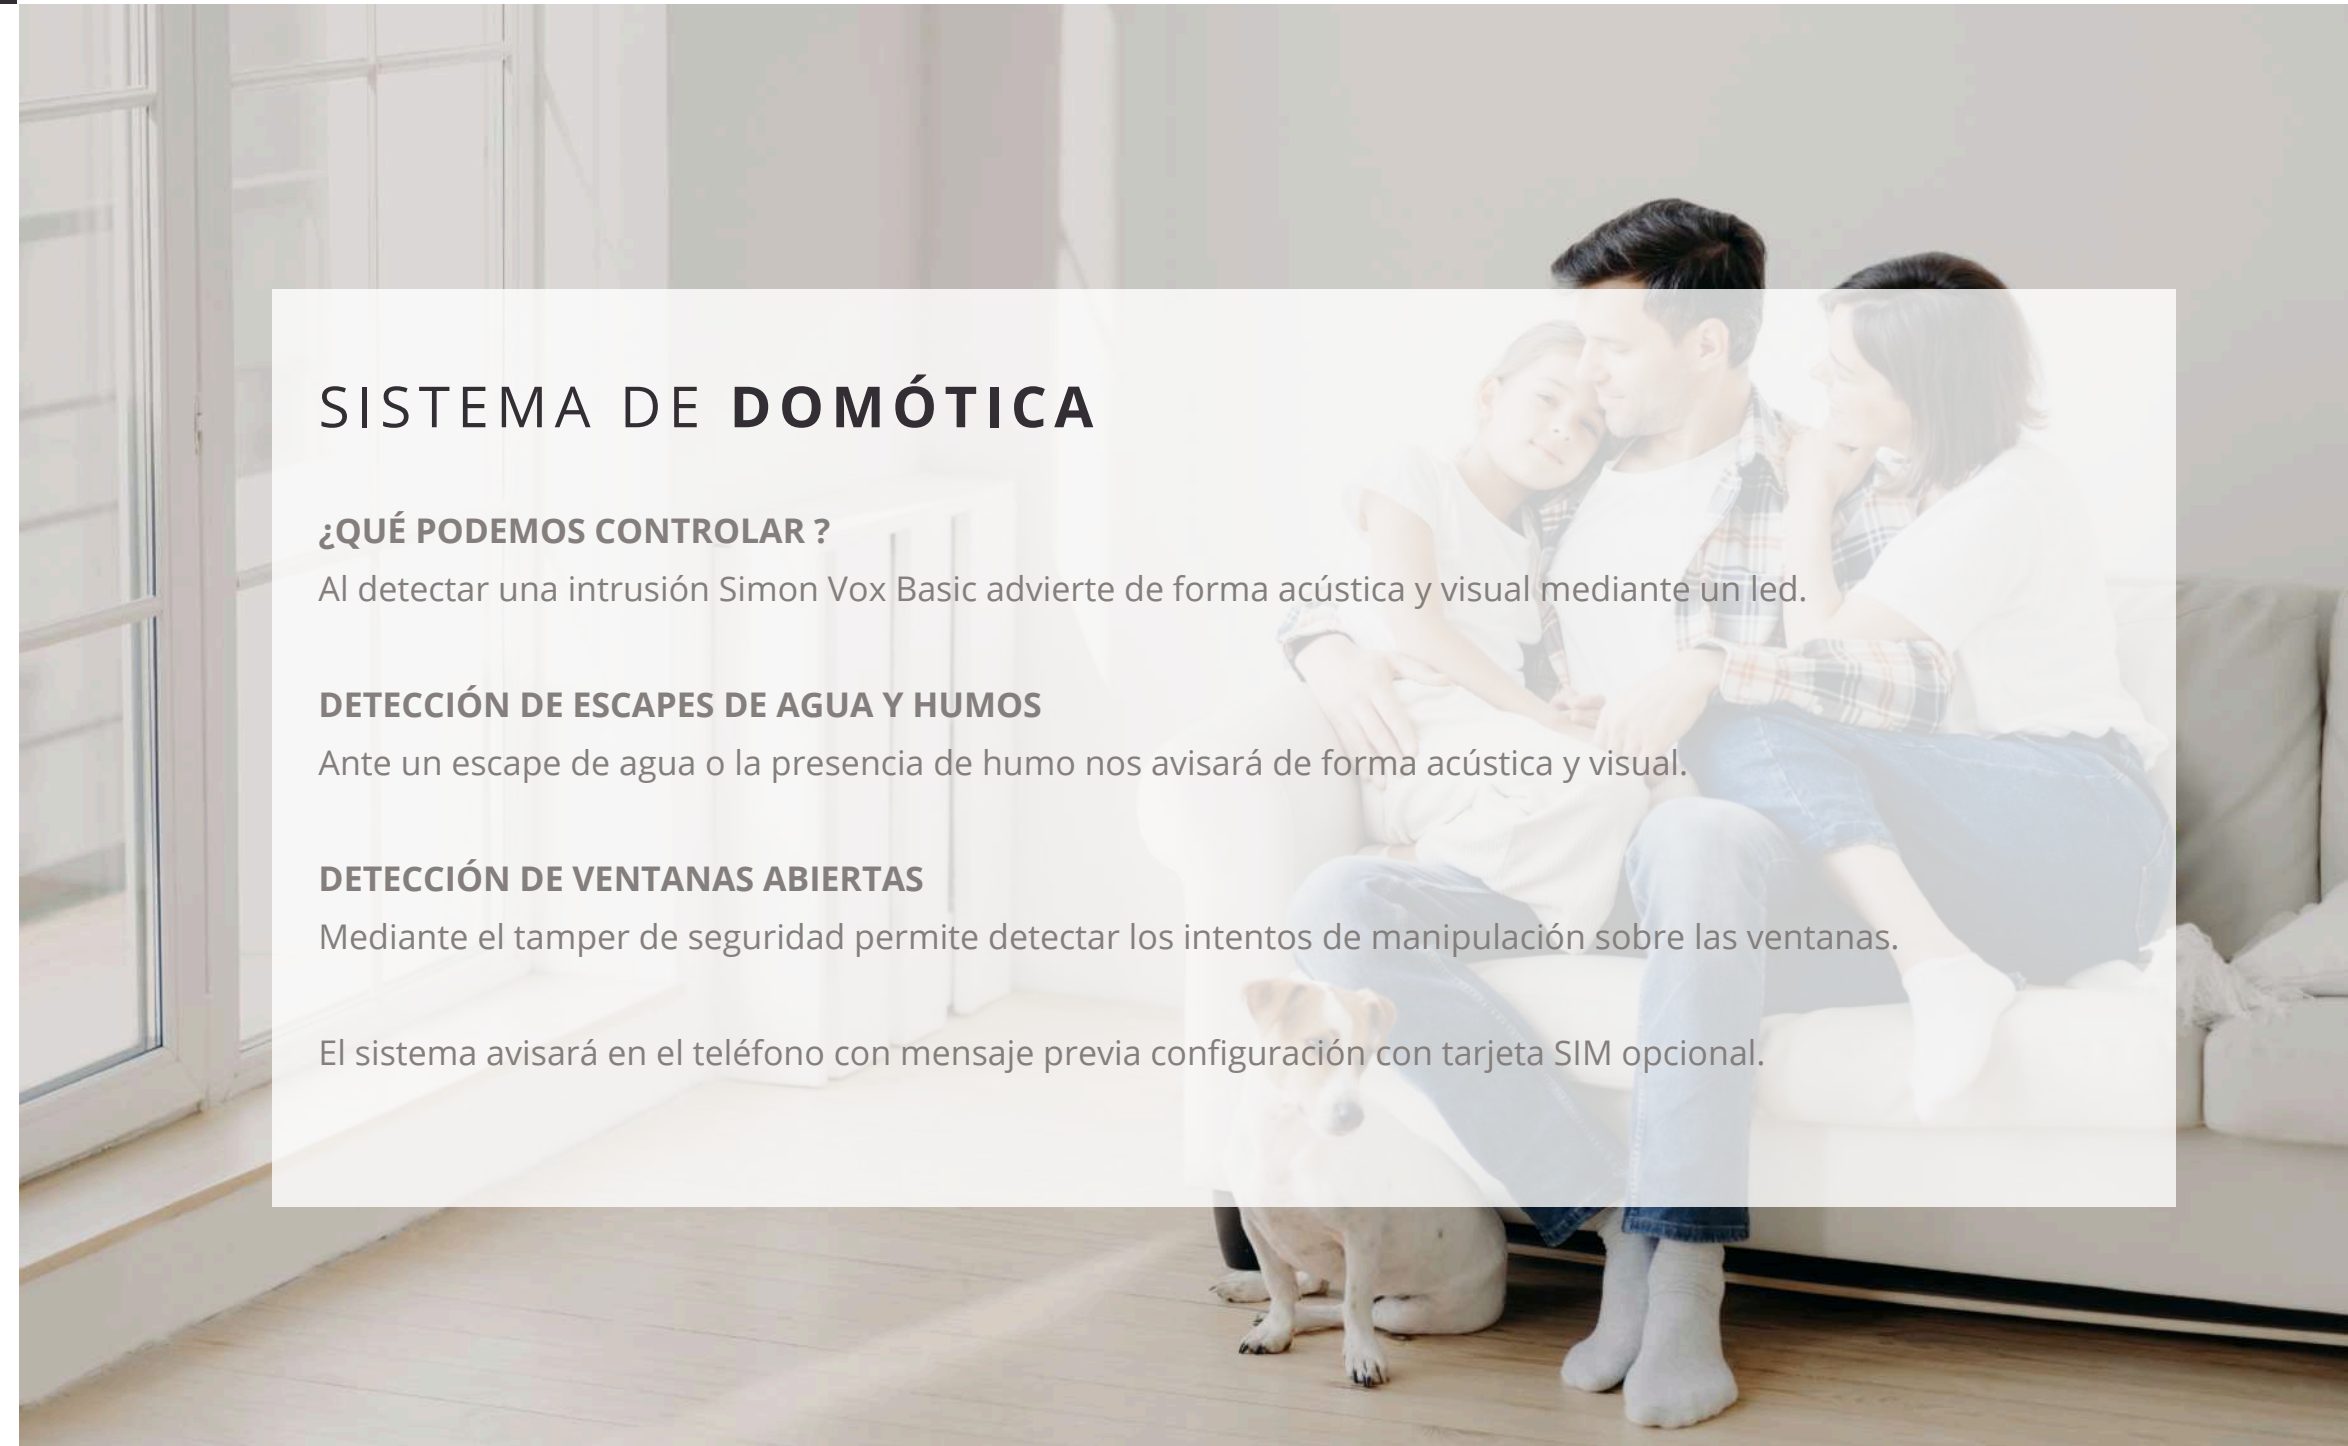 SISTEMA DE DOMÓTICA
¿QUÉ PODEMOS CONTROLAR ?
Al detectar una intrusión Simon Vox Basic advierte de forma acústica y visual mediante un led.
DETECCIÓN DE ESCAPES DE AGUA Y HUMOS
Ante un escape de agua o la presencia de humo nos avisará de forma acústica y visual.
DETECCIÓN DE VENTANAS ABIERTAS
Mediante el tamper de seguridad permite detectar los intentos de manipulación sobre las ventanas.
El sistema avisará en el teléfono con mensaje previa configuración con tarjeta SIM opcional.